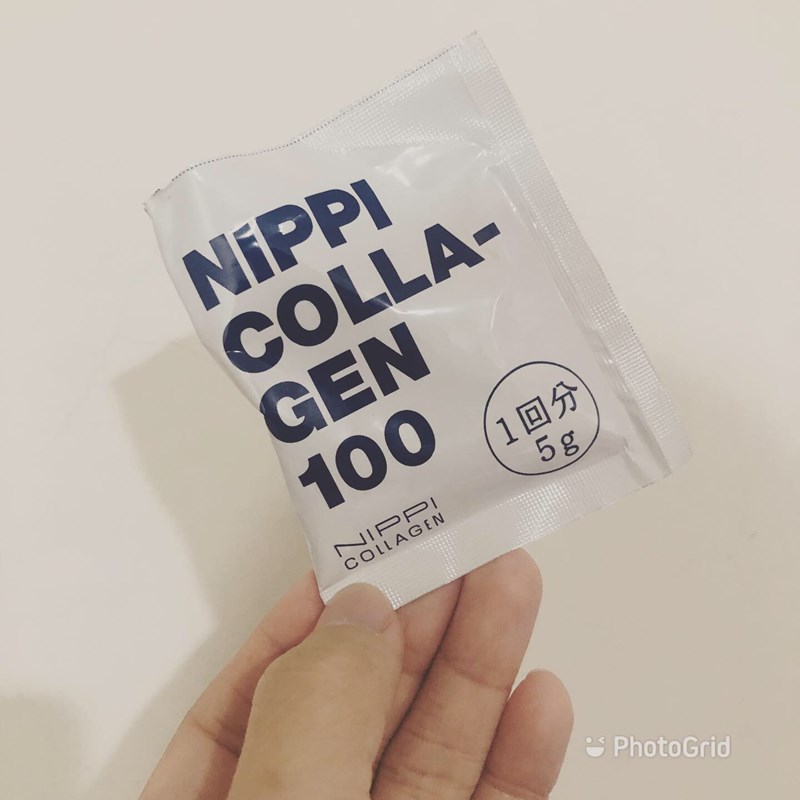 NiPPI
COLLA-
GEN
100
1回分
5g
NIPPI
COLLAGEN
PhotoGrid